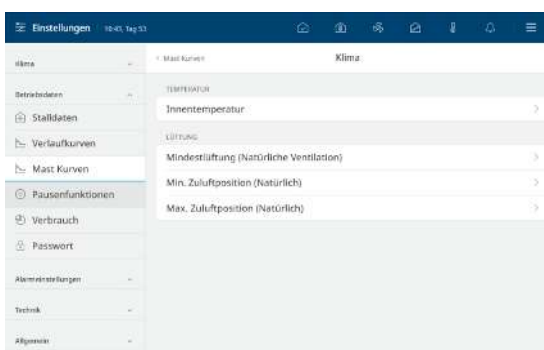 Einstellungen 10:43, Tag 53
Klima
Betriebsdaten
Stalldaten
Verlaufkurven
Mast Kurven
Pausenfunktionen
Verbrauch
Passwort
Alarmeinstellungen
Technik
Allgemein
Mast Kurven
Klima
TEMPERATUR
Innentemperatur
LÜFTUNG
Mindestlüftung (Natürliche Ventilation)
Min. Zuluftposition (Natürlich)
Max. Zuluftposition (Natürlich)